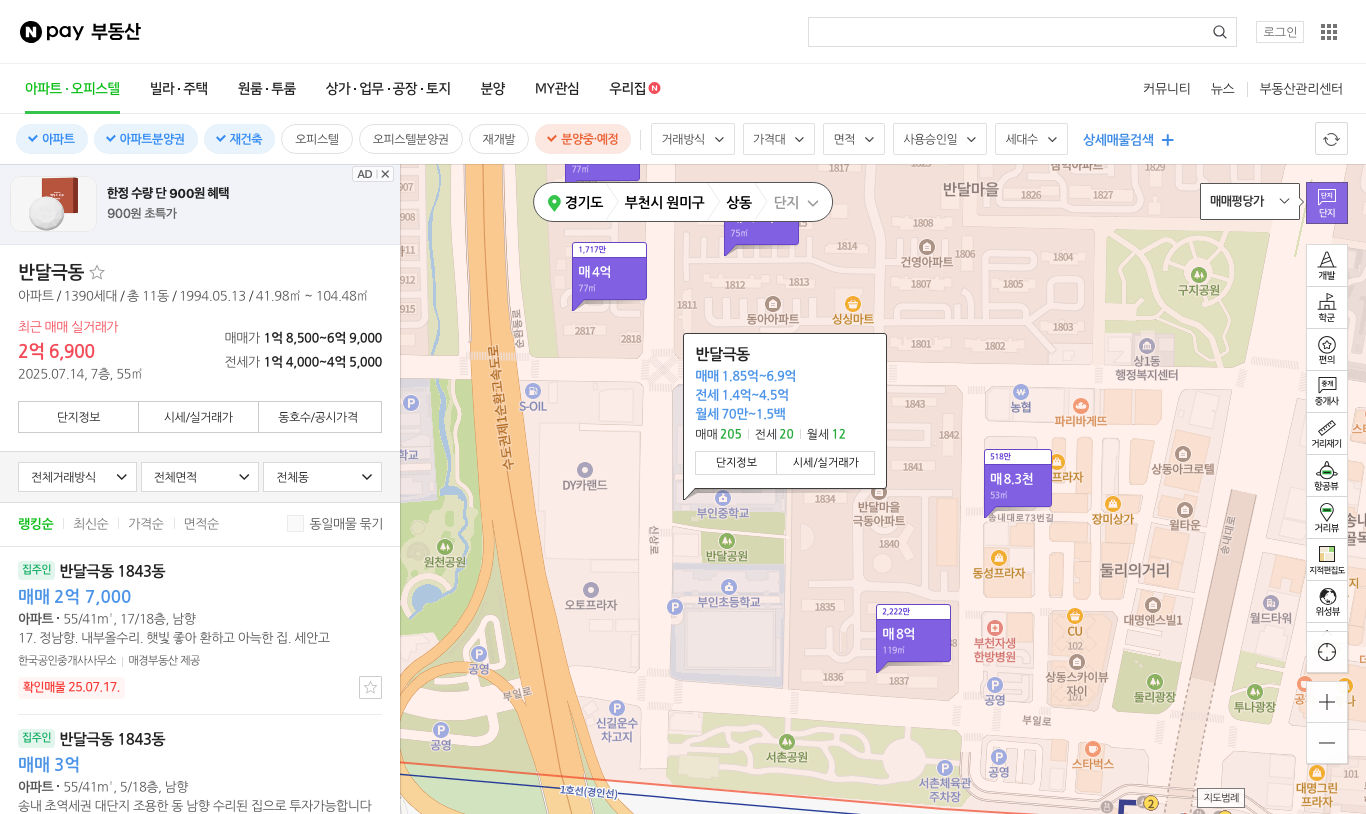 N pay 부동산
로그인
아파트·오피스텔
빌라·주택
원룸·투룸
상가·업무·공장·토지
분양
MY관심
우리집 N
커뮤니티
뉴스
부동산관리센터
아파트
아파트분양권
재건축
오피스텔
오피스텔분양권
재개발
분양중·예정
거래방식
가격대
면적
사용승인일
세대수
상세매물검색
한정 수량 단 900원 혜택
900원 초특가
AD
반달극동
아파트 / 1390세대 / 총 11동 / 1994.05.13 / 41.98㎡ ~ 104.48㎡
최근 매매 실거래가
2억 6,900
2025.07.14, 7층, 55㎡
매매가 1억 8,500~6억 9,000
전세가 1억 4,000~4억 5,000
단지정보
시세/실거래가
동호수/공시가격
전체거래방식
전체면적
전체동
랭킹순
최신순
가격순
면적순
동일매물 묶기
집주인 반달극동 1843동
매매 2억 7,000
아파트 · 55/41m², 17/18층, 남향
17. 정남향. 내부올수리. 햇빛 좋아 환하고 아늑한 집. 세안고
한국공인중개사사무소
매경부동산 제공
확인매물 25.07.17.
집주인 반달극동 1843동
매매 3억
아파트 · 55/41m², 5/18층, 남향
송내 초역세권 대단지 조용한 동 남향 수리된 집으로 투자가능합니다
경기도
부천시 원미구
상동
단지
77㎡
75㎡
1,717만
매 4억
77㎡
매매평당가
단지
단지
반달마을
1817
1826
1827
1829
1814
1806
1804
건영아파트
1812
1813
1811
1807
1805
구지공원
동아아파트
싱싱마트
1803
1801
1802
2817
2818
상1동
행정복지센터
S-OIL
수도권제1순환고속도로
반달극동
매매 1.85억~6.9억
전세 1.4억~4.5억
월세 70만~1.5백
매매 205
전세 20
월세 12
단지정보
시세/실거래가
농협
파리바게뜨
1843
1842
1841
518만
매 8.3천
53㎡
상동아크로텔
DY카랜드
부인중학교
1834
반달마을
극동아파트
송내대로73번길
장미상가
월타운
1840
신상로
반달공원
원천공원
동성프라자
둘리의거리
송내대로
오토프라자
부인초등학교
1835
2,222만
매 8억
119㎡
CU
102
대명엔스빌1
월드타워
부천자생
한방병원
1836
1837
상동스카이뷰
자이
101
공영
부일로
신길운수
차고지
공영
공영
부일로
둘리광장
투나광장
서촌공원
서촌체육관
주차장
공영
스타벅스
1호선(경인선)
2
지도범례
대명그린
프라자
101
개발
학군
편의
중개
중개사
거리재기
항공뷰
거리뷰
지적편집도
위성뷰